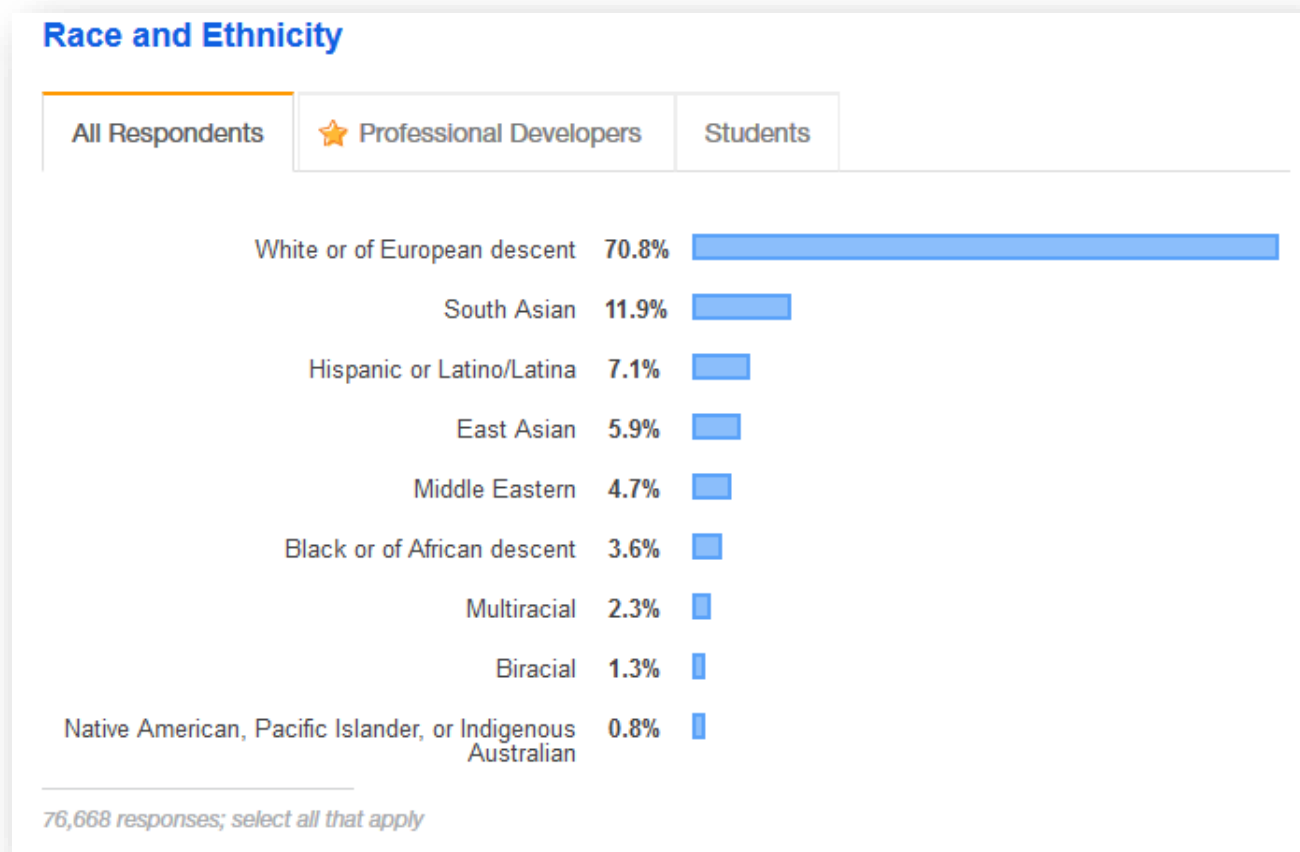 Race and Ethnicity
All Respondents
Professional Developers
Students
White or of European descent 70.8%
South Asian 11.9%
Hispanic or Latino/Latina 7.1%
East Asian 5.9%
Middle Eastern 4.7%
Black or of African descent 3.6%
Multiracial 2.3%
Biracial 1.3%
Native American, Pacific Islander, or Indigenous 0.8%
Australian
76,668 responses; select all that apply